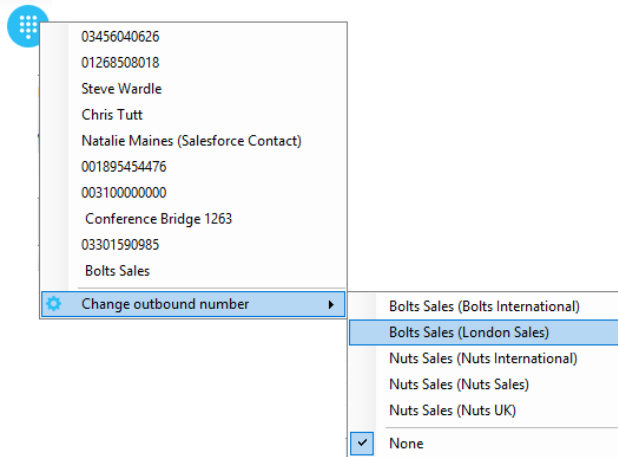 03456040626
01268508018
Steve Wardle
Chris Tutt
Natalie Maines (Salesforce Contact)
001895454476
003100000000
Conference Bridge 1263
03301590985
Bolts Sales
Change outbound number
Bolts Sales (Bolts International)
Bolts Sales (London Sales)
Nuts Sales (Nuts International)
Nuts Sales (Nuts Sales)
Nuts Sales (Nuts UK)
None